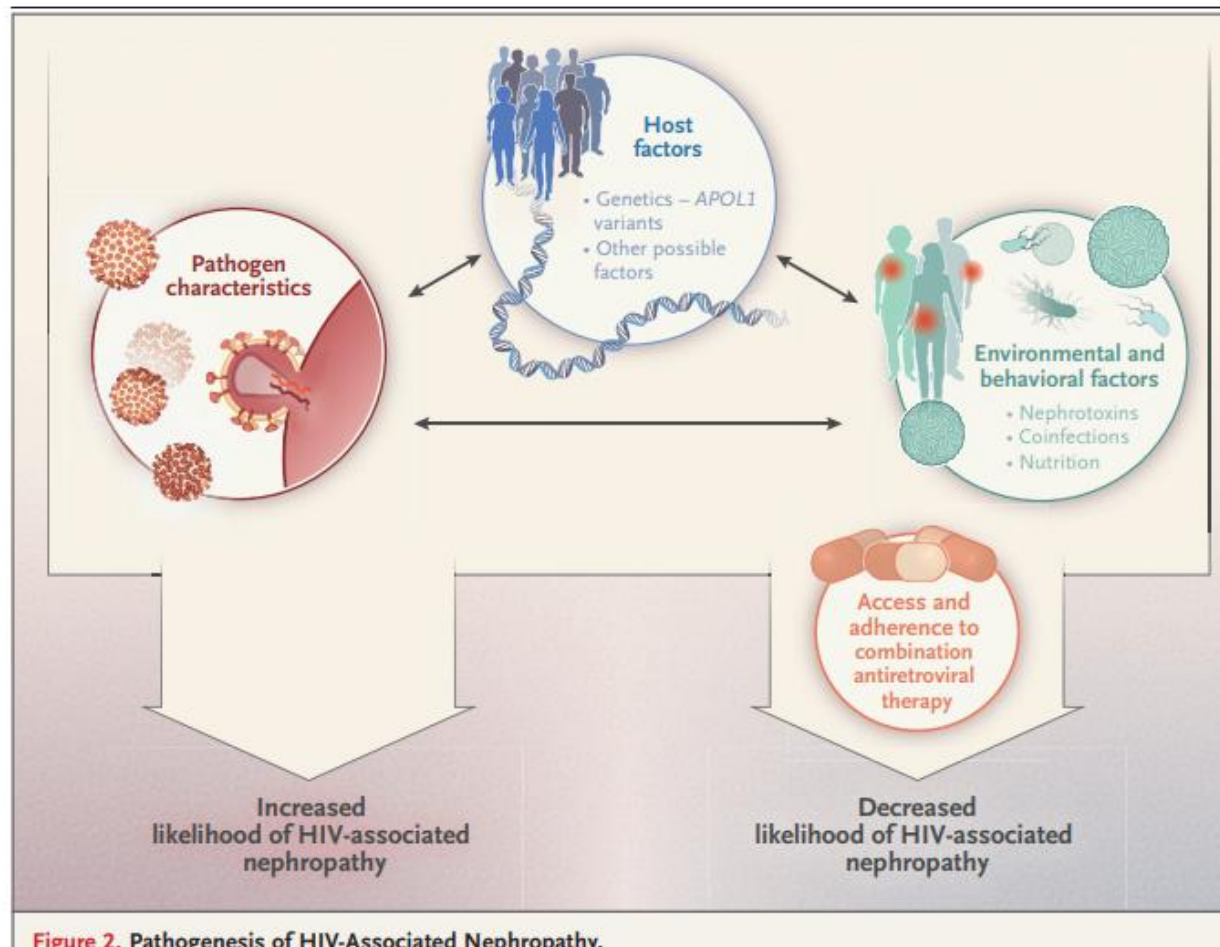 Host
factors
• Genetics – APOL1
variants
• Other possible
factors
Pathogen
characteristics
Environmental and
behavioral factors
• Nephrotoxins
• Coinfections
• Nutrition
Access and
adherence to
combination
antiretroviral
therapy
Increased
likelihood of HIV-associated
nephropathy
Decreased
likelihood of HIV-associated
nephropathy
Figure 2. Pathogenesis of HIV-Associated Nephropathy.